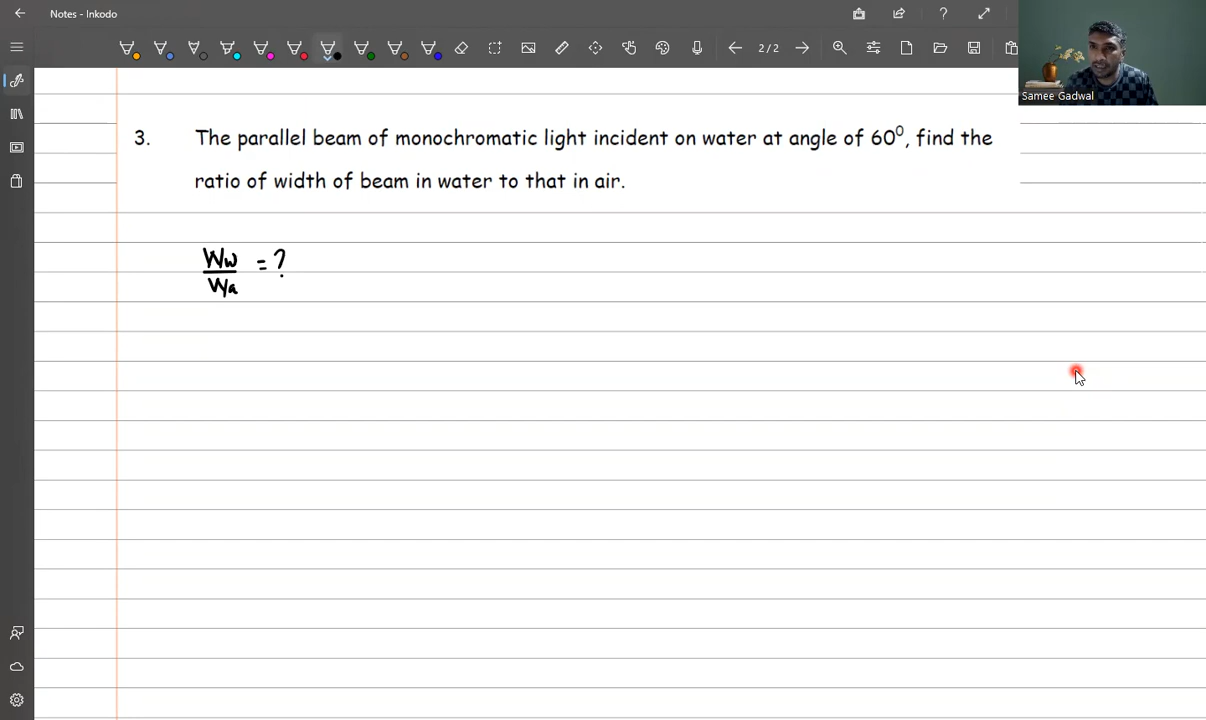 Notes - Inkodo
2/2
Samee Gadwal
3. The parallel beam of monochromatic light incident on water at angle of 60⁰, find the
ratio of width of beam in water to that in air.
Ww
= ?
Wa